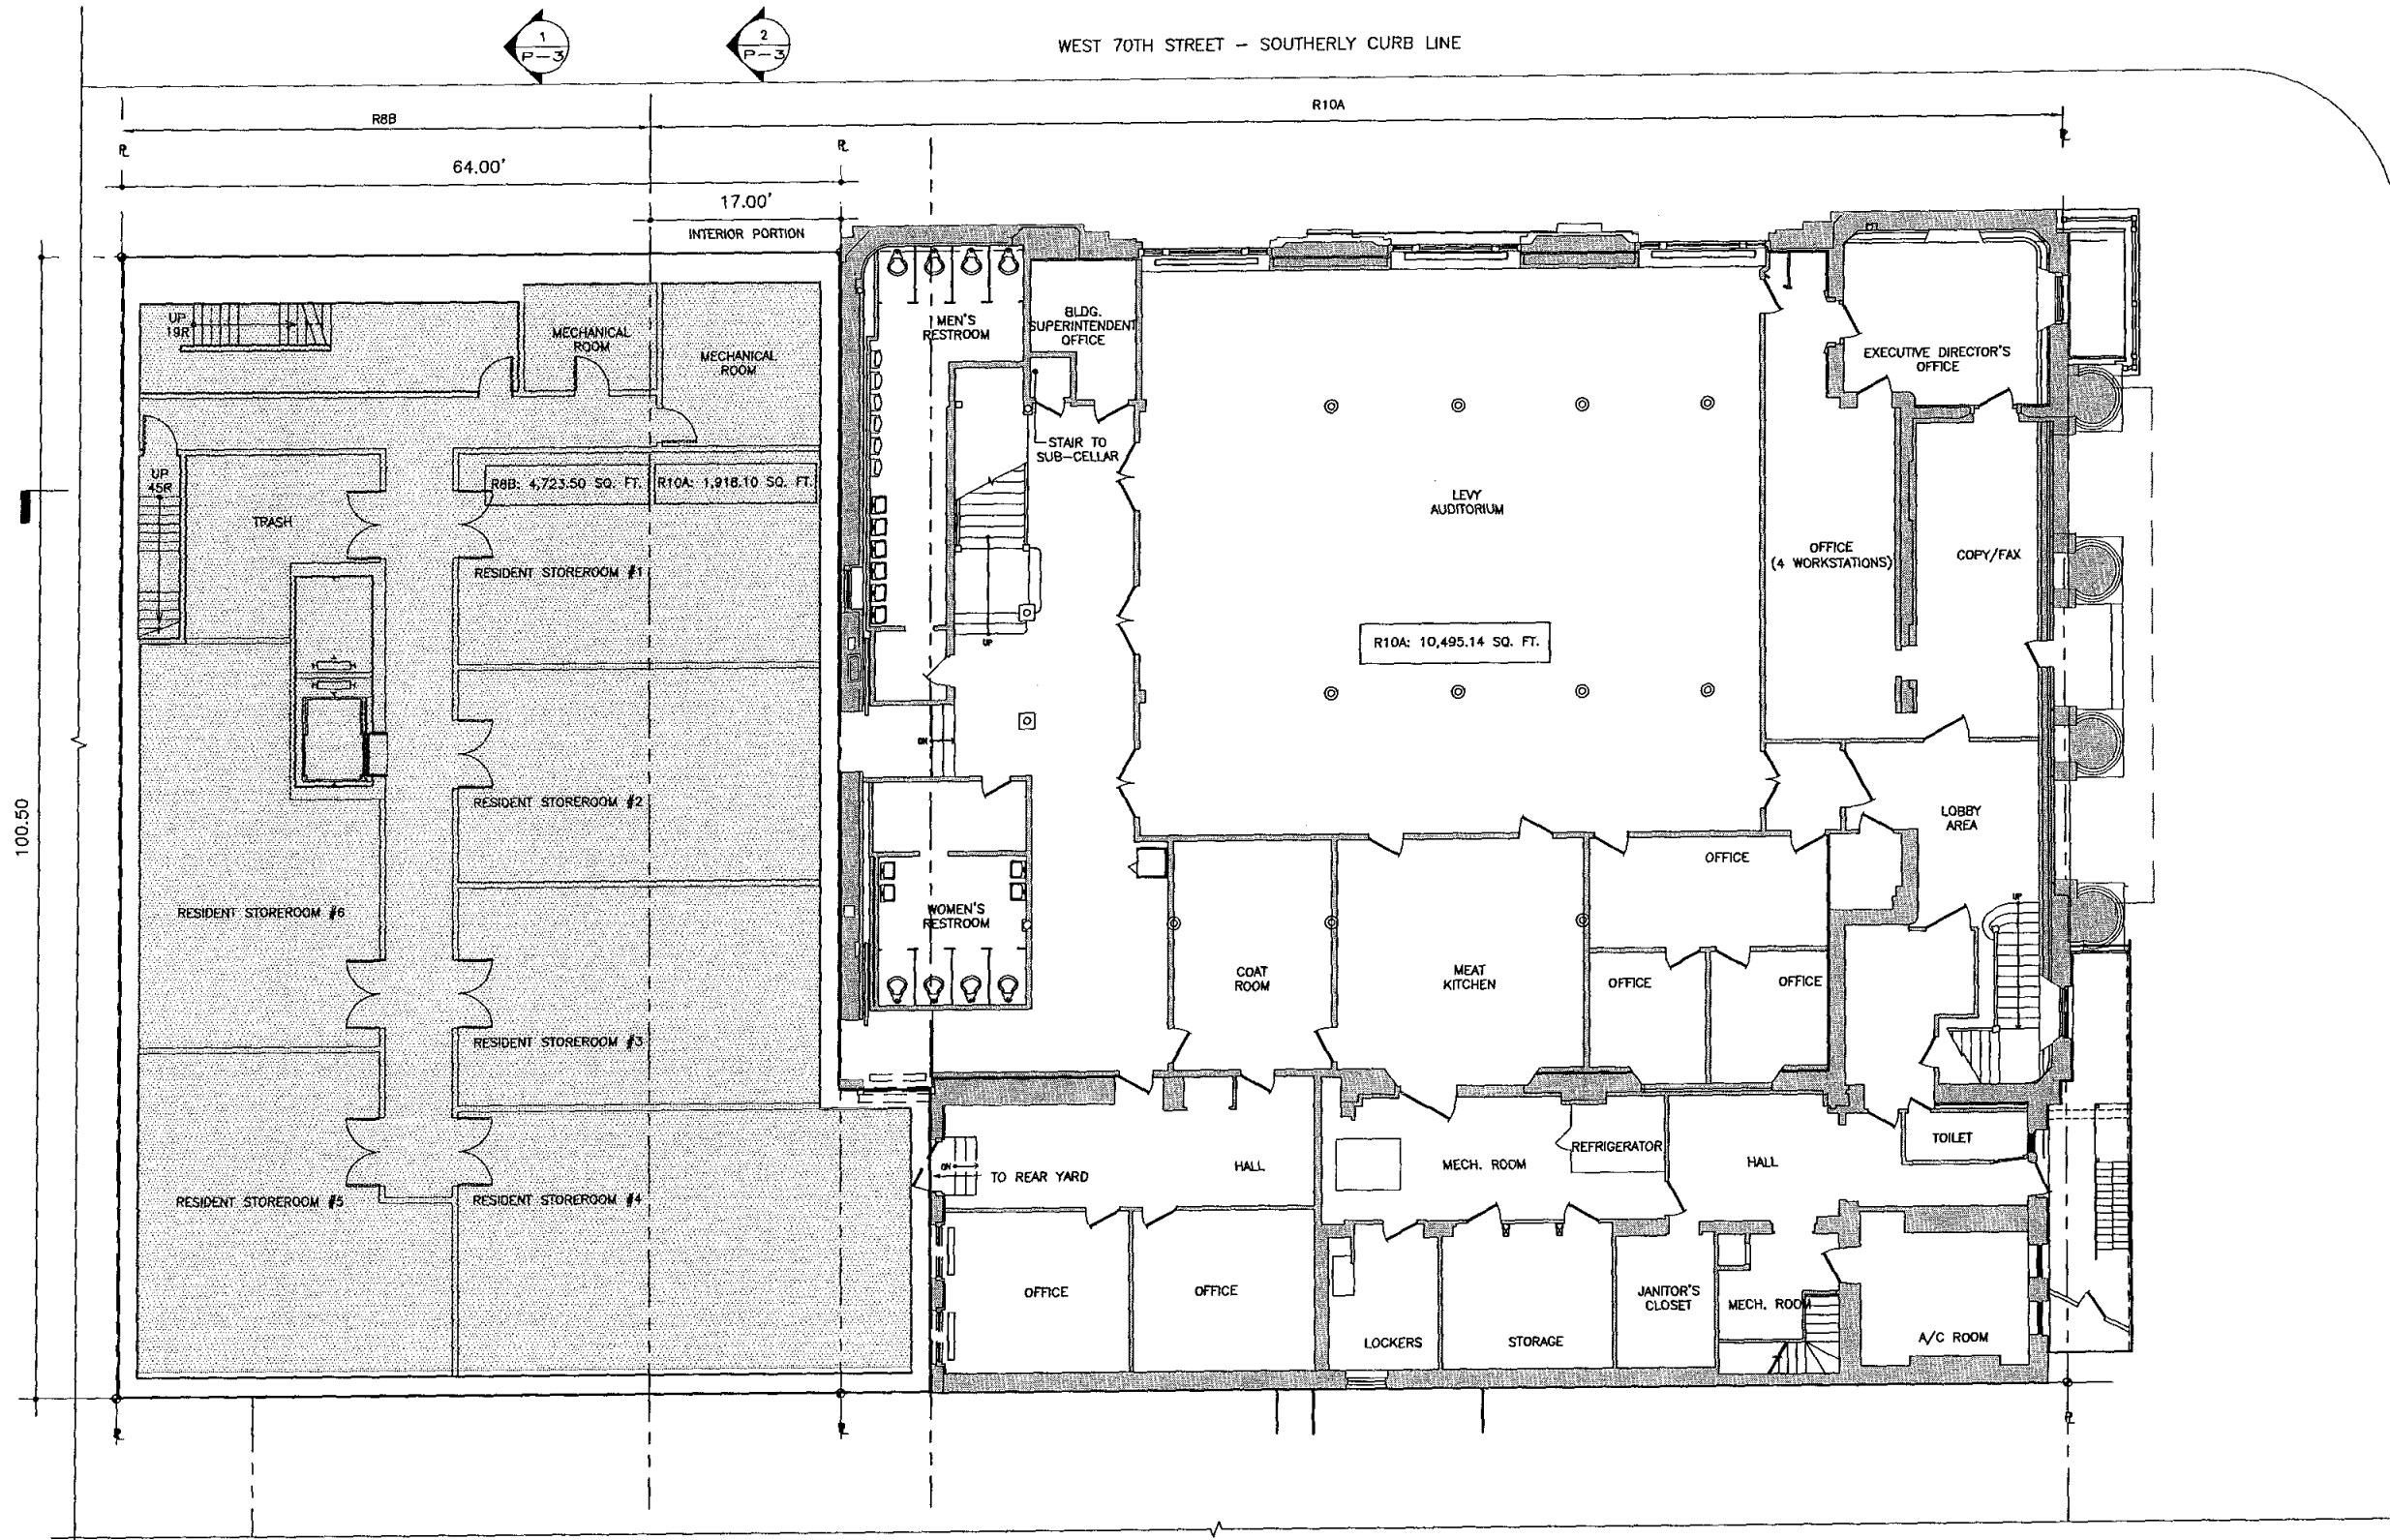 1
P-3
2
P-3
WEST 70TH STREET - SOUTHERLY CURB LINE
R8B
R10A
64.00'
17.00'
INTERIOR PORTION
UP
19R
MECHANICAL
ROOM
MECHANICAL
ROOM
MEN'S
RESTROOM
BLDG.
SUPERINTENDENT
OFFICE
EXECUTIVE DIRECTOR'S
OFFICE
STAIR TO
SUB-CELLAR
UP
45R
R8B: 4,723.50 SQ. FT.
R10A: 1,918.10 SQ. FT.
TRASH
LEVY
AUDITORIUM
OFFICE
(4 WORKSTATIONS)
COPY/FAX
RESIDENT STOREROOM #1
UP
R10A: 10,495.14 SQ. FT.
DN
100.50
RESIDENT STOREROOM #2
LOBBY
AREA
OFFICE
RESIDENT STOREROOM #6
WOMEN'S
RESTROOM
UP
COAT
ROOM
MEAT
KITCHEN
OFFICE
OFFICE
RESIDENT STOREROOM #3
DN
TO REAR YARD
HALL
MECH. ROOM
REFRIGERATOR
HALL
TOILET
RESIDENT STOREROOM #5
RESIDENT STOREROOM #4
OFFICE
OFFICE
LOCKERS
STORAGE
JANITOR'S
CLOSET
MECH. ROOM
A/C ROOM